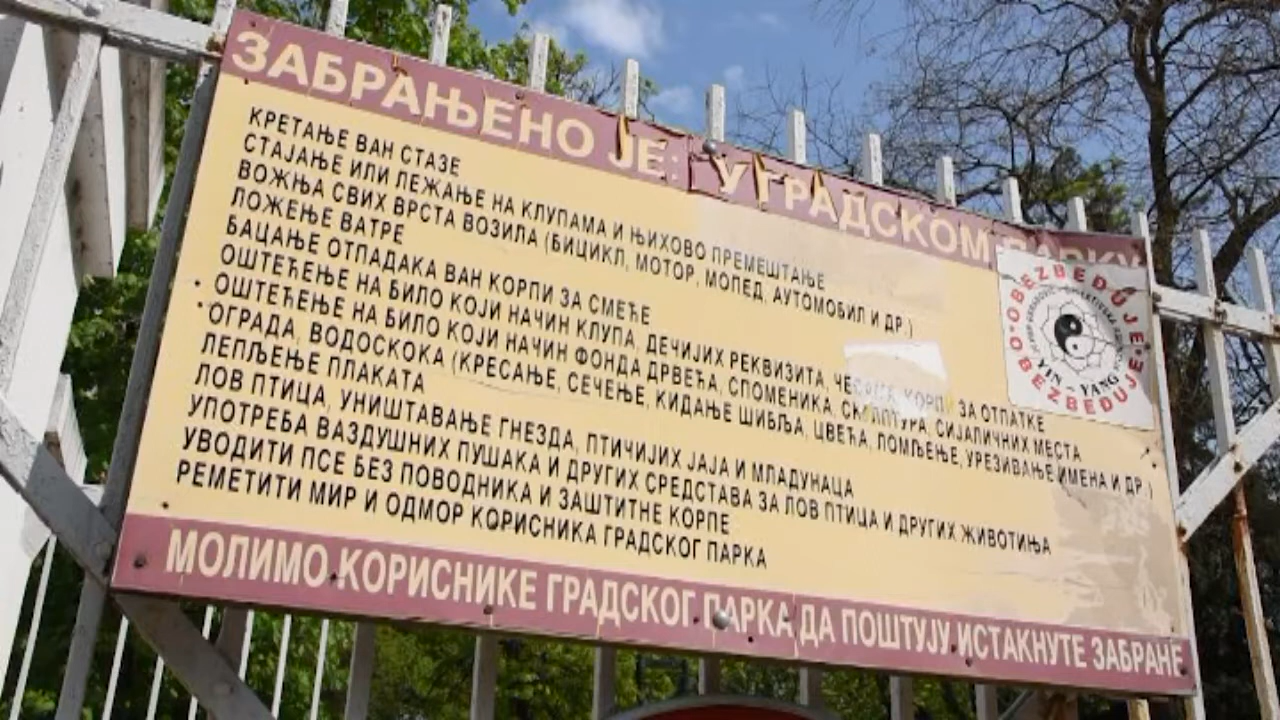 ЗАБРАЊЕНО ЈЕ: У ГРАДСКОМ ПАРКУ
КРЕТАЊЕ ВАН СТАЗЕ
СТАЈАЊЕ ИЛИ ЛЕЖАЊЕ НА КЛУПАМА И ЊИХОВО ПРЕМЕШТАЊЕ
ВОЖЊА СВИХ ВРСТА ВОЗИЛА (БИЦИКЛ, МОТОР, МОПЕД, АУТОМОБИЛ И ДР.)
ЛОЖЕЊЕ ВАТРЕ
БАЦАЊЕ ОТПАДАКА ВАН КОРПИ ЗА СМЕЋЕ
ОШТЕЋЕЊЕ НА БИЛО КОЈИ НАЧИН КЛУПА, ДЕЧИЈИХ РЕКВИЗИТА, КОРПИ ЗА ОТПАТКЕ
• ОШТЕЋЕЊЕ НА БИЛО КОЈИ НАЧИН ФОНДА ДРВЕЋА, СПОМЕНИКА, СКУЛПТУРА, СИЈАЛИЧНИХ МЕСТА
• ОГРАДА, ВОДОСКОКА (КРЕСАЊЕ, СЕЧЕЊЕ, КИДАЊЕ ШИБЉА, ЦВЕЋА, ЛОМЉЕЊЕ, УРЕЗИВАЊЕ ИМЕНА И ДР.)
ЛЕПЉЕЊЕ ПЛАКАТА
ЛОВ ПТИЦА, УНИШТАВАЊЕ ГНЕЗДА, ПТИЧИЈИХ ЈАЈА И МЛАДУНАЦА
УПОТРЕБА ВАЗДУШНИХ ПУШАКА И ДРУГИХ СРЕДСТАВА ЗА ЛОВ ПТИЦА И ДРУГИХ ЖИВОТИЊА
УВОДИТИ ПСЕ БЕЗ ПОВОДНИКА И ЗАШТИТНЕ КОРПЕ
РЕМЕТИТИ МИР И ОДМОР КОРИСНИКА ГРАДСКОГ ПАРКА
МОЛИМО КОРИСНИКЕ ГРАДСКОГ ПАРКА ДА ПОШТУЈУ ИСТАКНУТЕ ЗАБРАНЕ
OBEZBEĐUJE
YIN - YANG
OBEZBEĐUJE